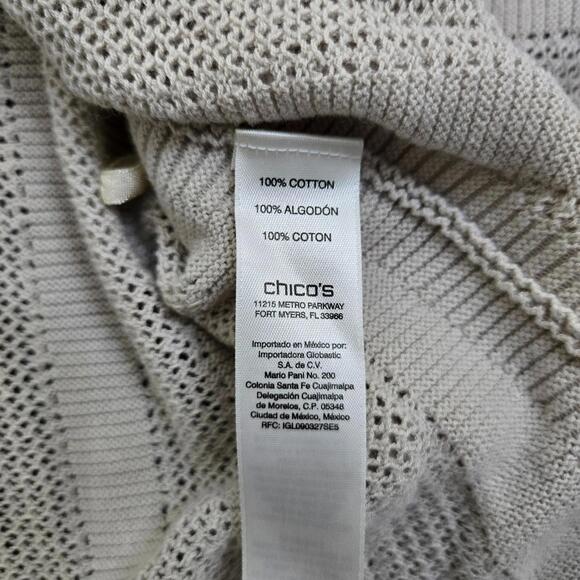 100% COTTON
100% ALGODÓN
100% COTON
chico's
11215 METRO PARKWAY
FORT MYERS, FL 33966
Importado en México por:
Importadora Globastic
S.A. de C.V.
Mario Pani No. 200
Colonia Santa Fe Cuajimalpa
Delegación Cuajimalpa
de Morelos, C.P. 05348
Ciudad de México, México
RFC: IGL090327SE5